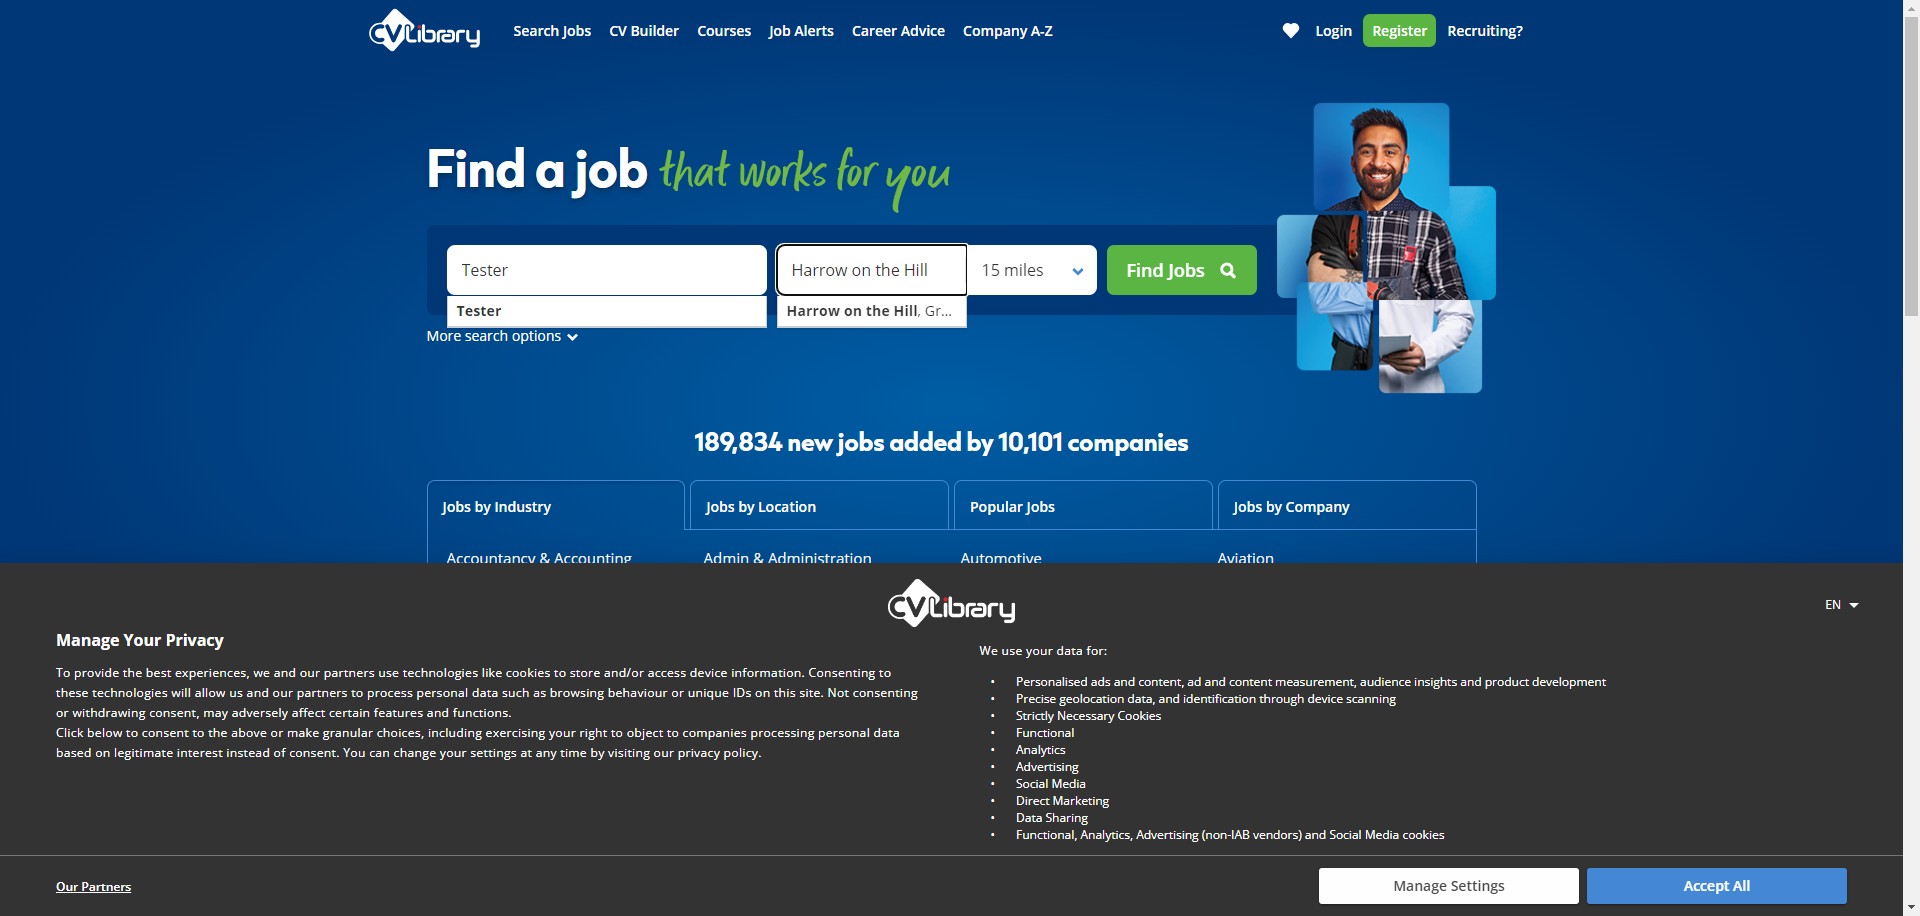 CVLibrary
Search Jobs
CV Builder
Courses
Job Alerts
Career Advice
Company A-Z
Login
Register
Recruiting?
Find a job that works for you
Tester
Harrow on the Hill
15 miles
Find Jobs
Tester
Harrow on the Hill, Gr...
More search options
189,834 new jobs added by 10,101 companies
Jobs by Industry
Jobs by Location
Popular Jobs
Jobs by Company
Accountancy & Accounting
Admin & Administration
Automotive
Aviation
CVLibrary
EN
Manage Your Privacy
To provide the best experiences, we and our partners use technologies like cookies to store and/or access device information. Consenting to
these technologies will allow us and our partners to process personal data such as browsing behaviour or unique IDs on this site. Not consenting
or withdrawing consent, may adversely affect certain features and functions.
Click below to consent to the above or make granular choices, including exercising your right to object to companies processing personal data
based on legitimate interest instead of consent. You can change your settings at any time by visiting our privacy policy.
We use your data for:
• Personalised ads and content, ad and content measurement, audience insights and product development
• Precise geolocation data, and identification through device scanning
• Strictly Necessary Cookies
• Functional
• Analytics
• Advertising
• Social Media
• Direct Marketing
• Data Sharing
• Functional, Analytics, Advertising (non-IAB vendors) and Social Media cookies
Our Partners
Manage Settings
Accept All